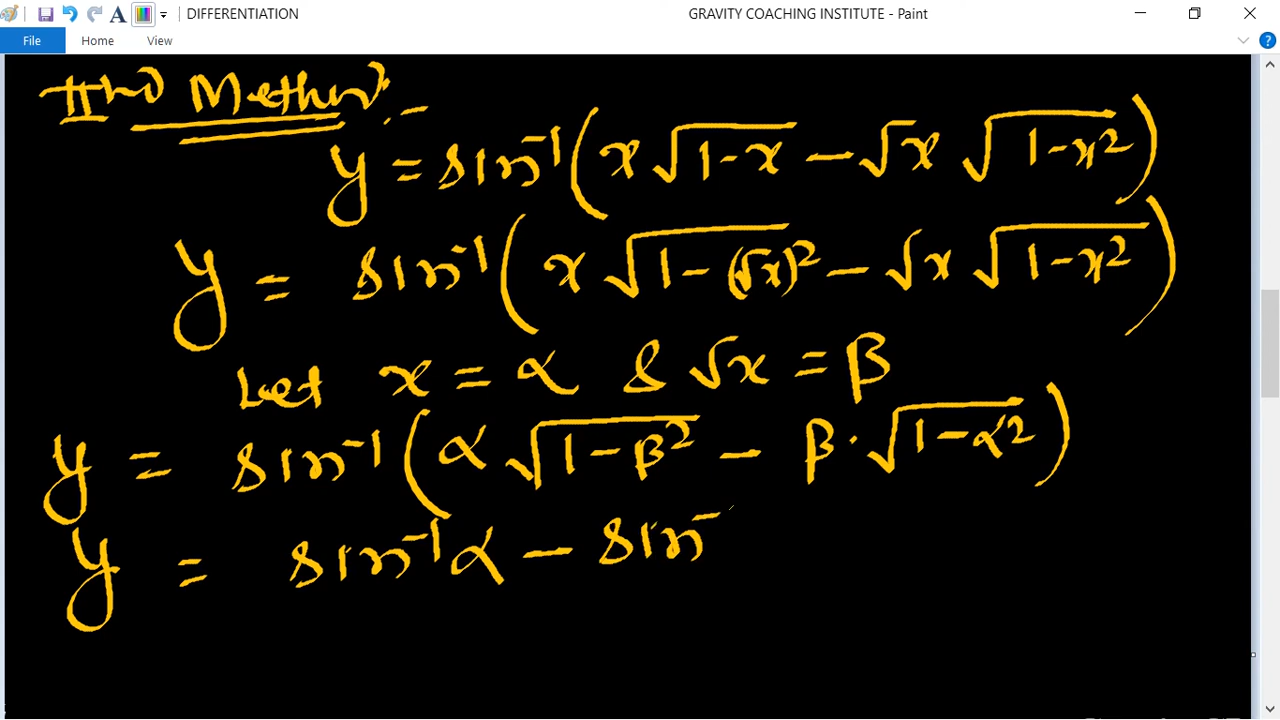 DIFFERENTIATION GRAVITY COACHING INSTITUTE - Paint
File Home View
IInd Method:-
y = sin⁻¹(x√(1-x) - √x √(1-x²))
y = sin⁻¹(x√(1-(√x)²) - √x √(1-x²))
Let x = α & √x = β
y = sin⁻¹(α√(1-β²) - β·√(1-α²))
y = sin⁻¹α - sin⁻